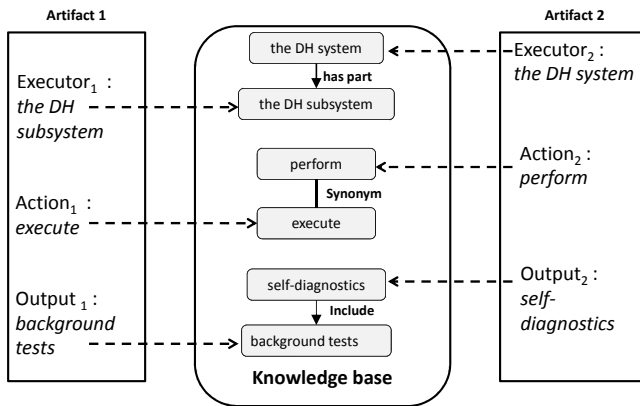 Artifact 1
Executor1 :
the DH
subsystem
Action1 :
execute
Output 1 :
background
tests
the DH system
has part
the DH subsystem
perform
Synonym
execute
self-diagnostics
Include
background tests
Knowledge base
Artifact 2
Executor2 :
the DH system
Action2 :
perform
Output2 :
self-
diagnostics